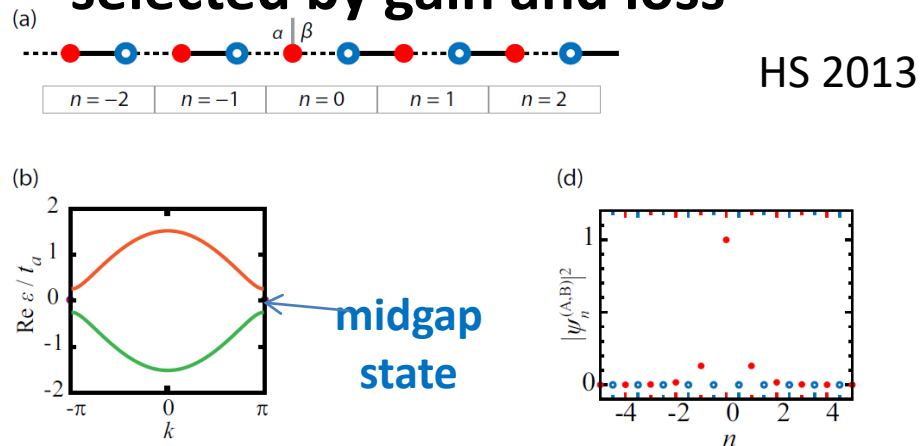 selected by gain and loss
(a)
α β
HS 2013
n = −2 n = −1 n = 0 n = 1 n = 2
(b)
(d)
2
1
0
-1
-2
Re ε / t_a
-π 0 π
k
midgap
state
1
0
|ψ_n^(A,B)|²
-4 -2 0 2 4
n